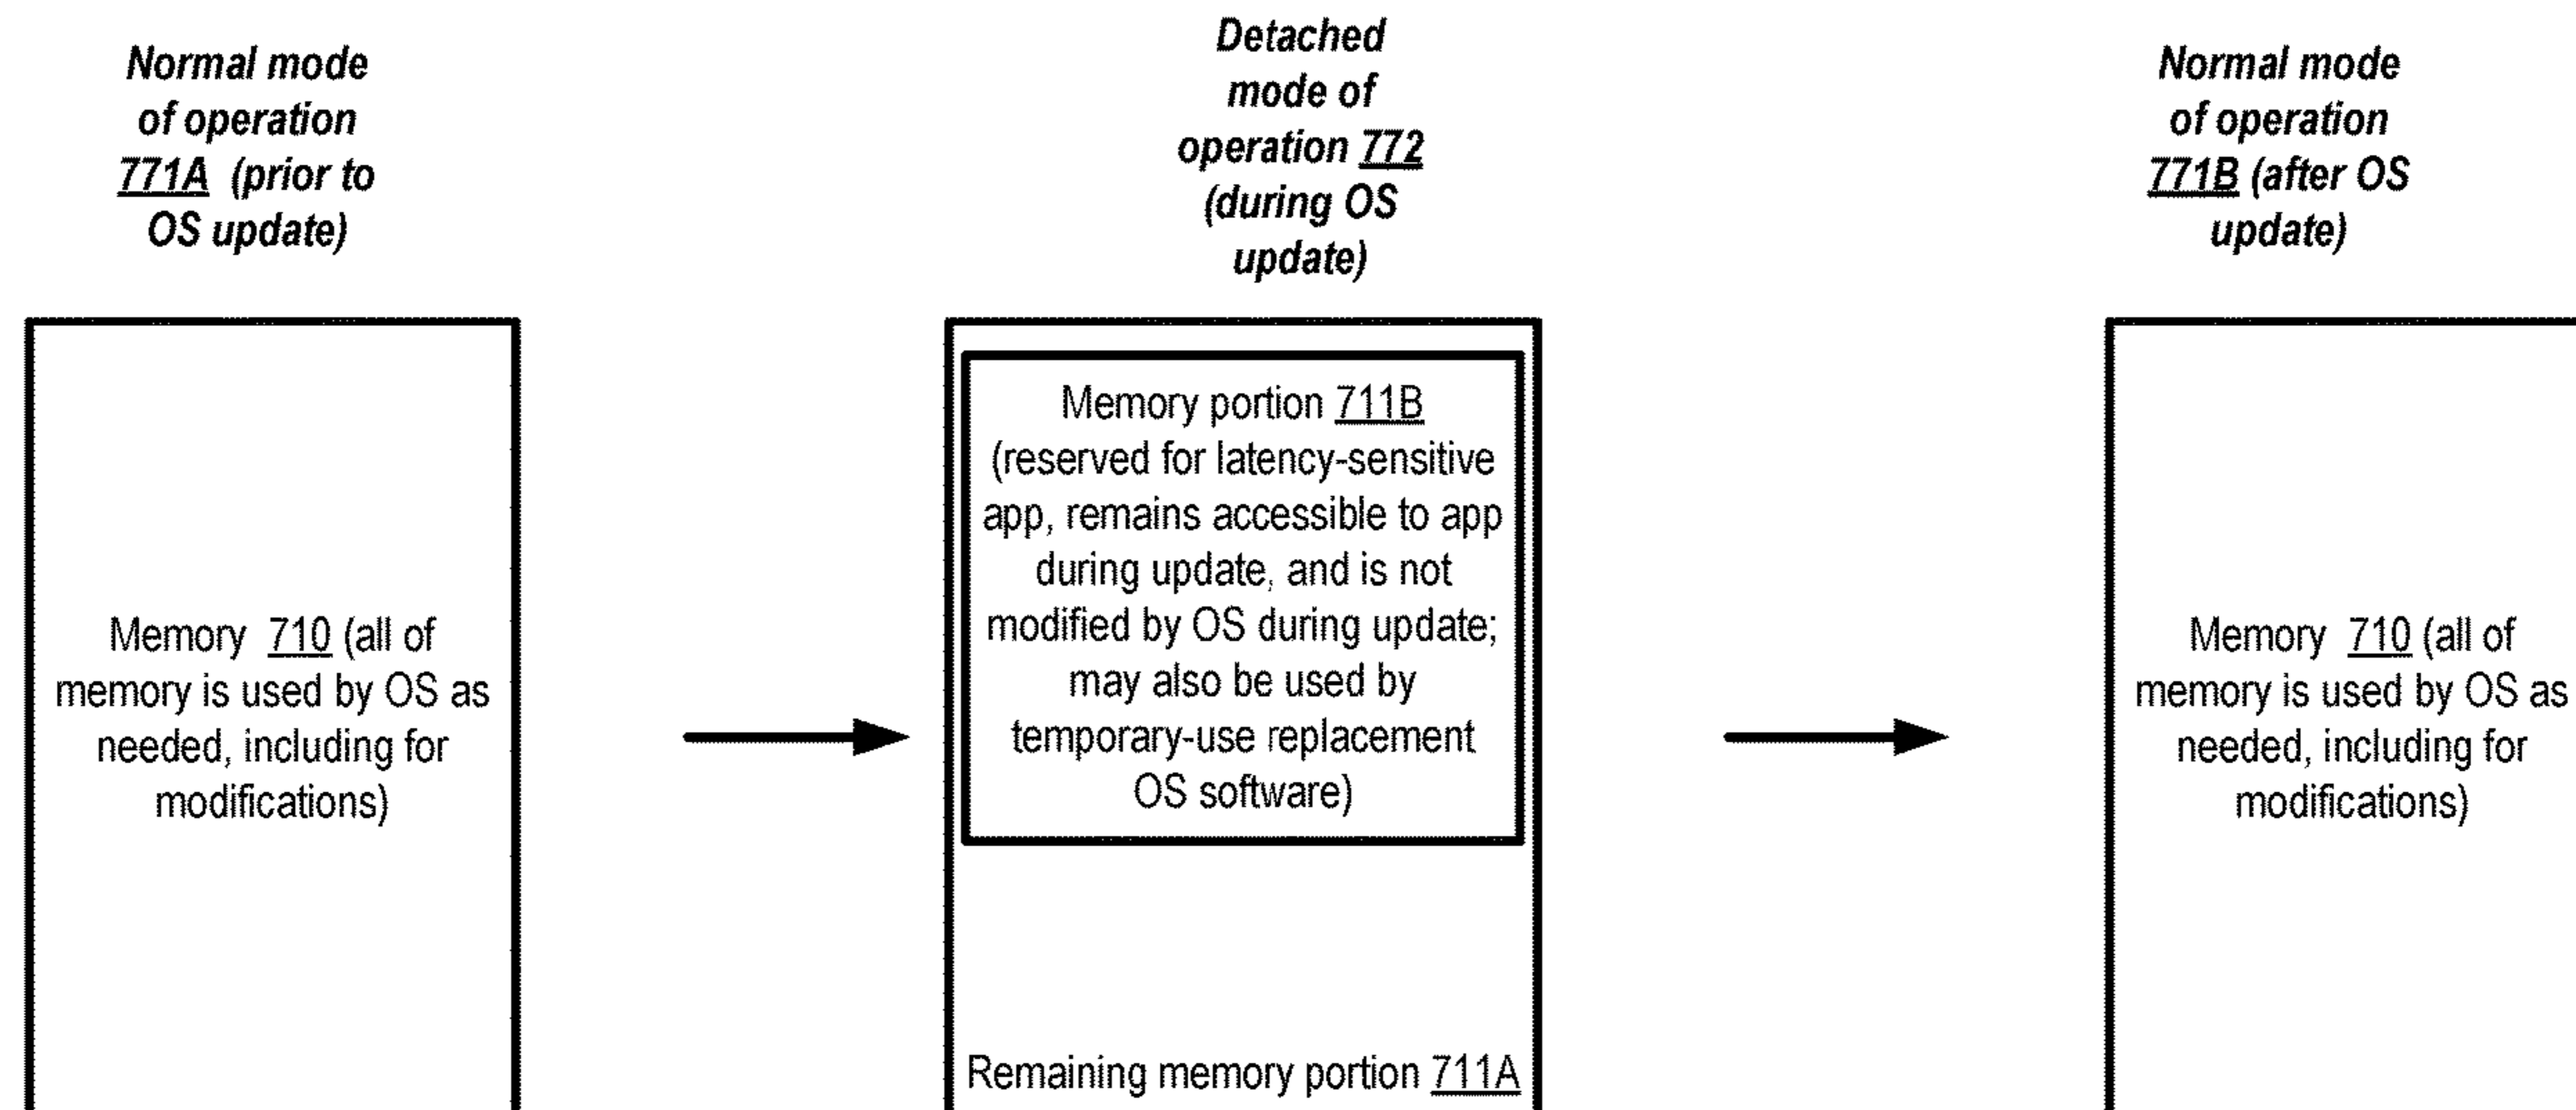 Normal mode
of operation
771A (prior to
OS update)
Detached
mode of
operation 772
(during OS
update)
Normal mode
of operation
771B (after OS
update)
Memory 710 (all of
memory is used by OS as
needed, including for
modifications)
Memory portion 711B
(reserved for latency-sensitive
app, remains accessible to app
during update, and is not
modified by OS during update;
may also be used by
temporary-use replacement
OS software)
Remaining memory portion 711A
Memory 710 (all of
memory is used by OS as
needed, including for
modifications)